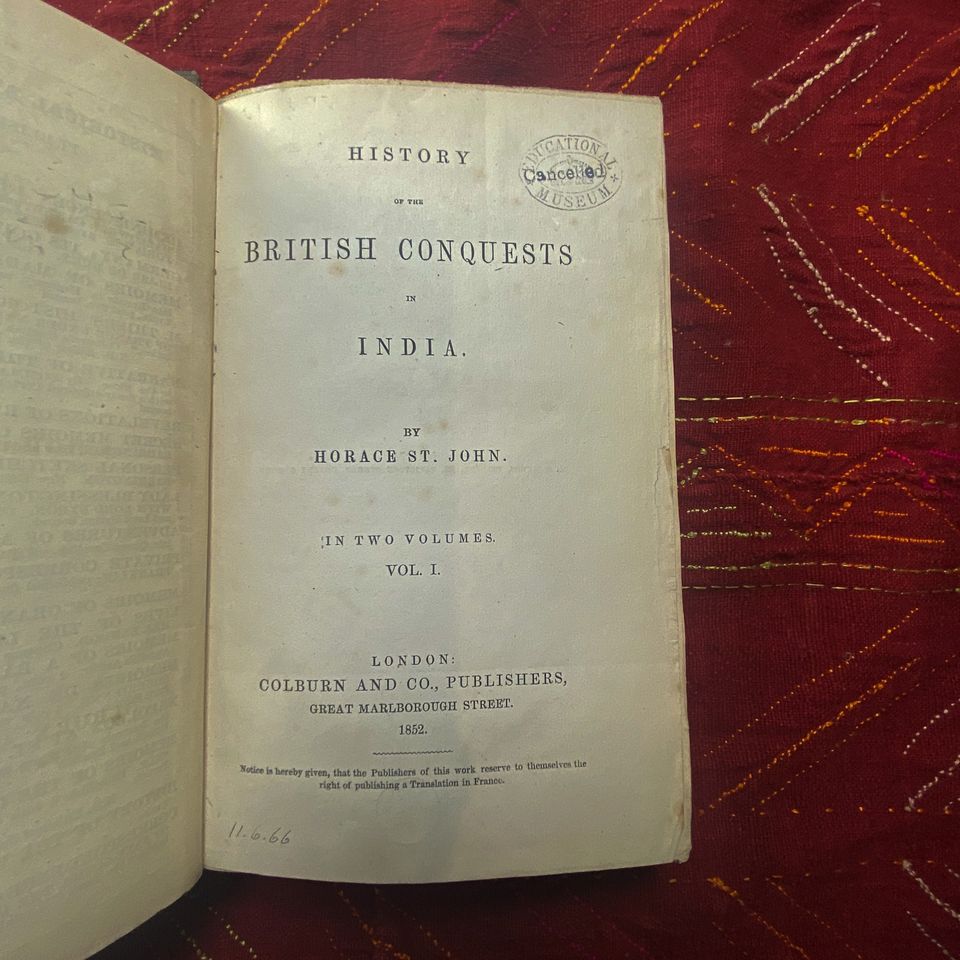 HISTORY
OF THE
BRITISH CONQUESTS
IN
INDIA.
BY
HORACE ST. JOHN.
IN TWO VOLUMES.
VOL. I.
LONDON:
COLBURN AND CO., PUBLISHERS,
GREAT MARLBOROUGH STREET.
1852.
Notice is hereby given, that the Publishers of this work reserve to themselves the
right of publishing a Translation in France.
11.6.66
EDUCATIONAL
Cancelled
MUSEUM